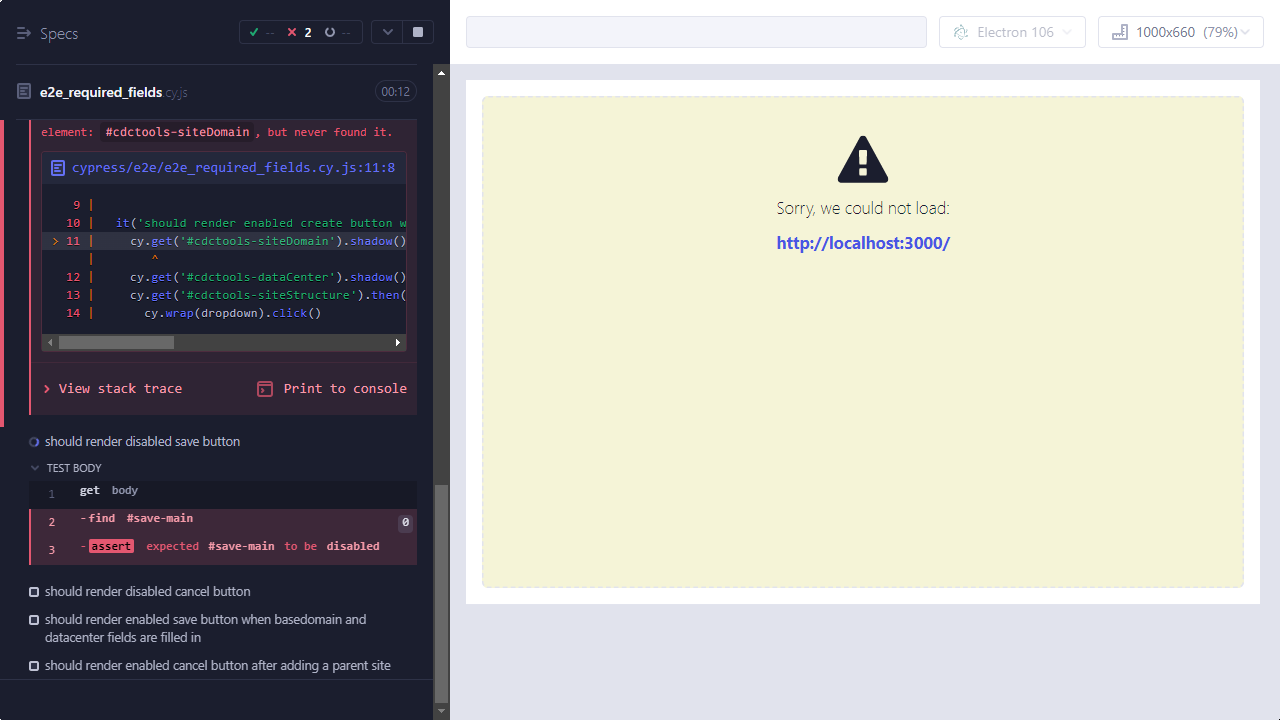 Specs
--
2
--
e2e_required_fields.cy.js
00:12
element: #cdctools-siteDomain, but never found it.
cypress/e2e/e2e_required_fields.cy.js:11:8
9 |
10 | it('should render enabled create button w
> 11 | cy.get('#cdctools-siteDomain').shadow()
| ^
12 | cy.get('#cdctools-dataCenter').shadow()
13 | cy.get('#cdctools-siteStructure').then(
14 | cy.wrap(dropdown).click()
View stack trace
Print to console
should render disabled save button
TEST BODY
1 get body
2 -find #save-main 0
3 -assert expected #save-main to be disabled
should render disabled cancel button
should render enabled save button when basedomain and
datacenter fields are filled in
should render enabled cancel button after adding a parent site
Electron 106
1000x660 (79%)
Sorry, we could not load:
http://localhost:3000/